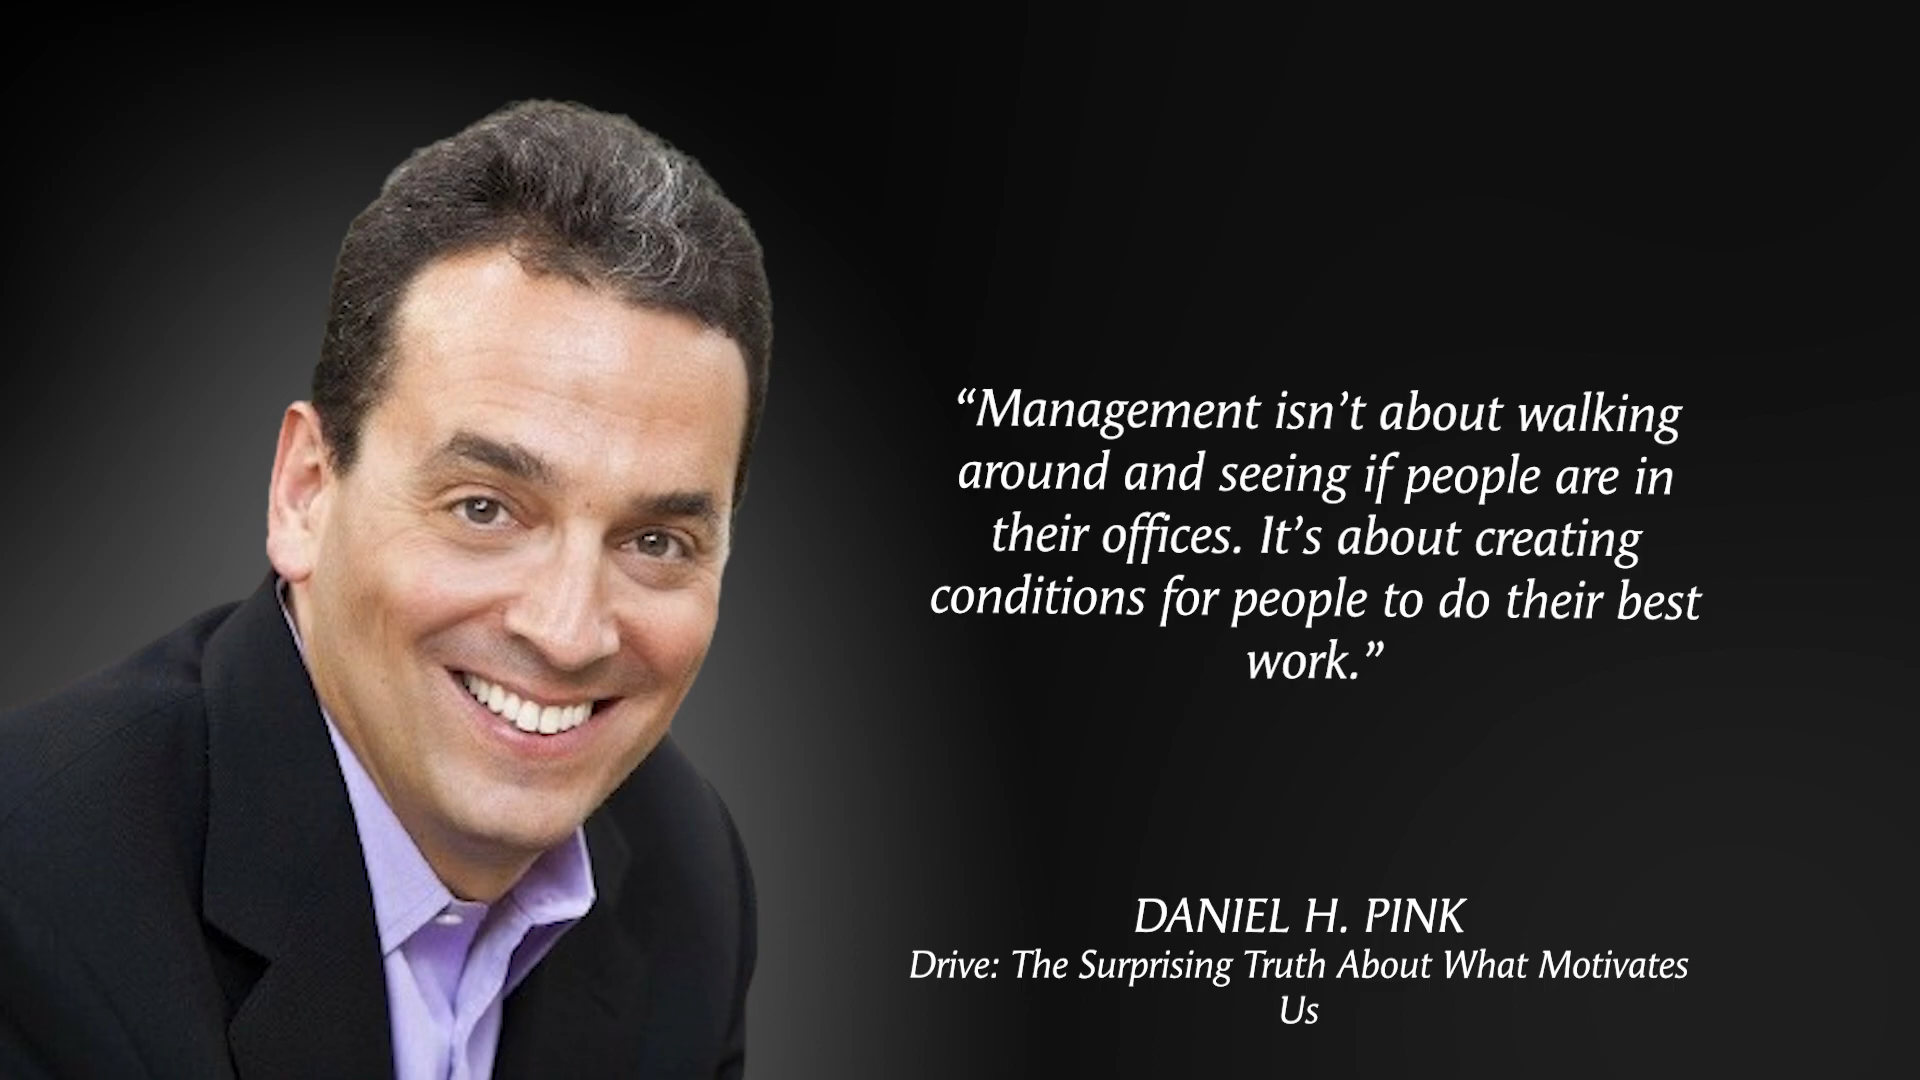 “Management isn’t about walking
around and seeing if people are in
their offices. It’s about creating
conditions for people to do their best
work.”
DANIEL H. PINK
Drive: The Surprising Truth About What Motivates
Us